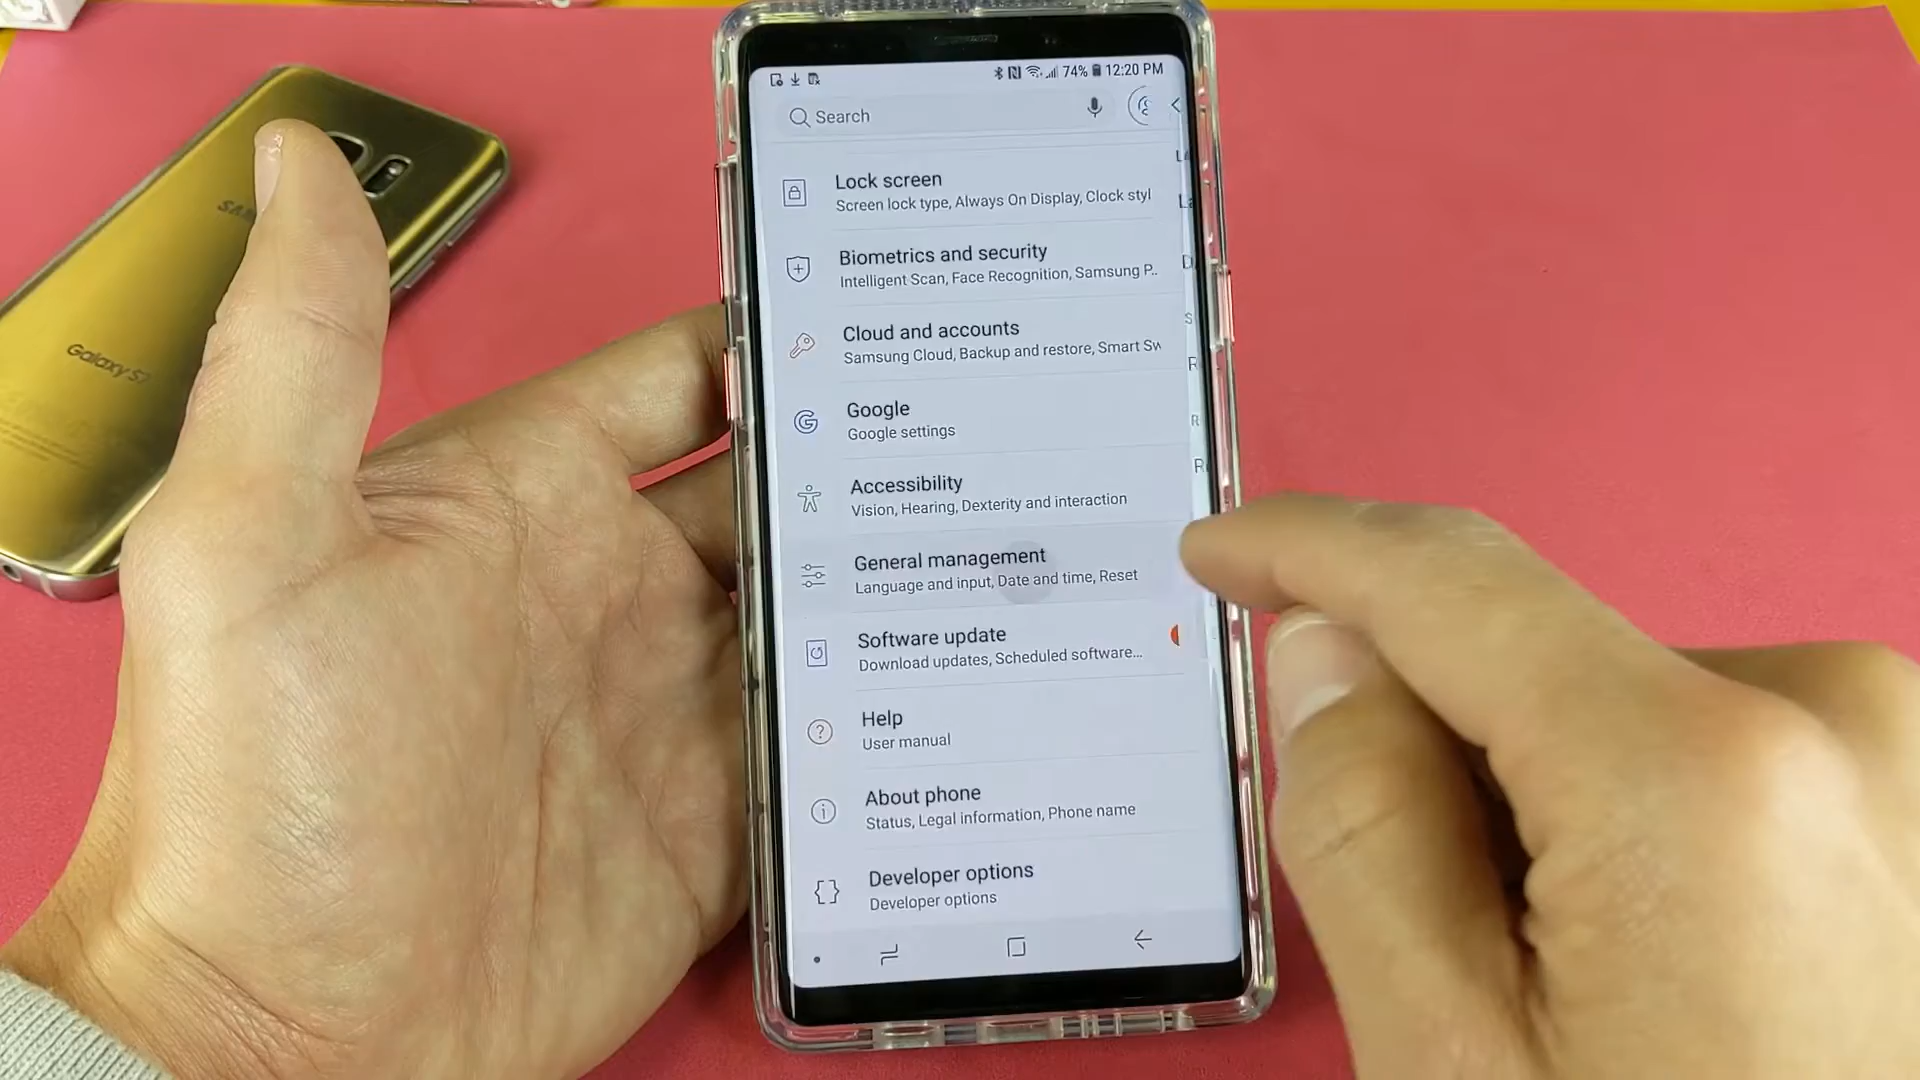 74% 12:20 PM
Search
Lock screen
Screen lock type, Always On Display, Clock styl
Biometrics and security
Intelligent Scan, Face Recognition, Samsung P..
Cloud and accounts
Samsung Cloud, Backup and restore, Smart Sw
Google
Google settings
Accessibility
Vision, Hearing, Dexterity and interaction
General management
Language and input, Date and time, Reset
Software update
Download updates, Scheduled software...
Help
User manual
About phone
Status, Legal information, Phone name
Developer options
Developer options
Galaxy S7